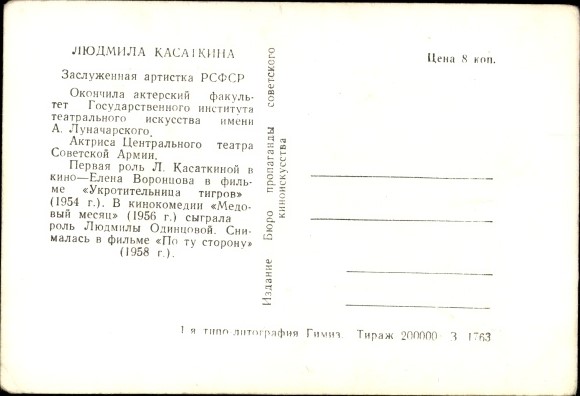 ЛЮДМИЛА КАСАТКИНА
Заслуженная артистка РСФСР
Окончила актерский факуль-
тет Государственного института
театрального искусства имени
А. Луначарского.
Актриса Центрального театра
Советской Армии.
Первая роль Л. Касаткиной в
кино—Елена Воронцова в филь-
ме «Укротительница тигров»
(1954 г.). В кинокомедии «Медо-
вый месяц» (1956 г.) сыграла
роль Людмилы Одинцовой. Сни-
малась в фильме «По ту сторону»
(1958 г.).
Издание Бюро пропаганды советского
киноискусства
Цена 8 коп.
1-я типо-литография Гимиз. Тираж 200000 З. 1763